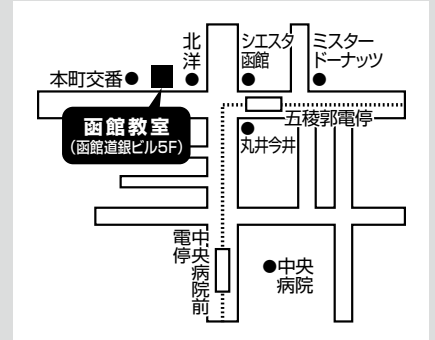 北洋
シエスタ
函館
ミスター
ドーナッツ
本町交番
函館教室
(函館道銀ビル5F)
五稜郭電停
丸井今井
中央病院前
電停
中央
病院